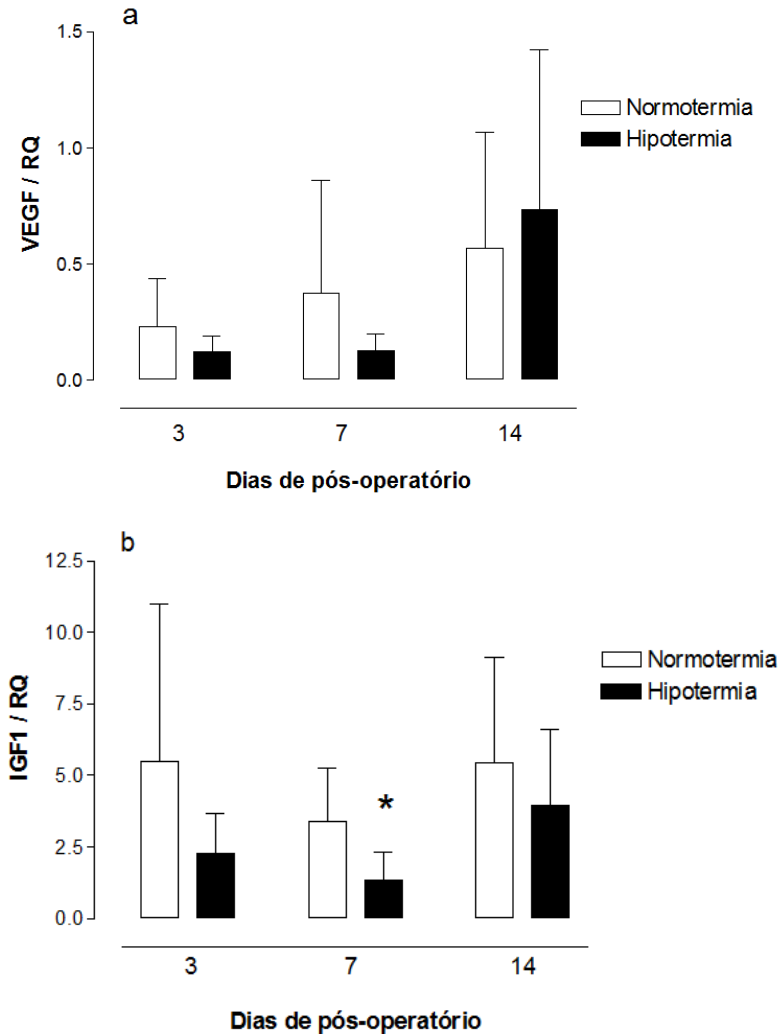 a
1.5
1.0
0.5
0.0
VEGF / RQ
Normotermia
Hipotermia
3 7 14
Dias de pós-operatório
b
12.5
10.0
7.5
5.0
2.5
0.0
IGF1 / RQ
Normotermia
Hipotermia
*
3 7 14
Dias de pós-operatório